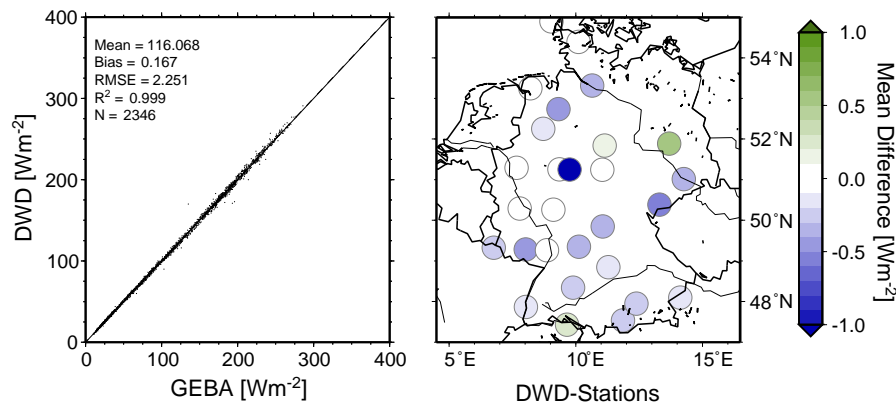 400
300
200
100
0
DWD [Wm-2]
Mean = 116.068
Bias = 0.167
RMSE = 2.251
R2 = 0.999
N = 2346
0 100 200 300 400
GEBA [Wm-2]
54˚N
52˚N
50˚N
48˚N
5˚E 10˚E 15˚E
DWD-Stations
1.0
0.5
0.0
-0.5
-1.0
Mean Difference [Wm-2]